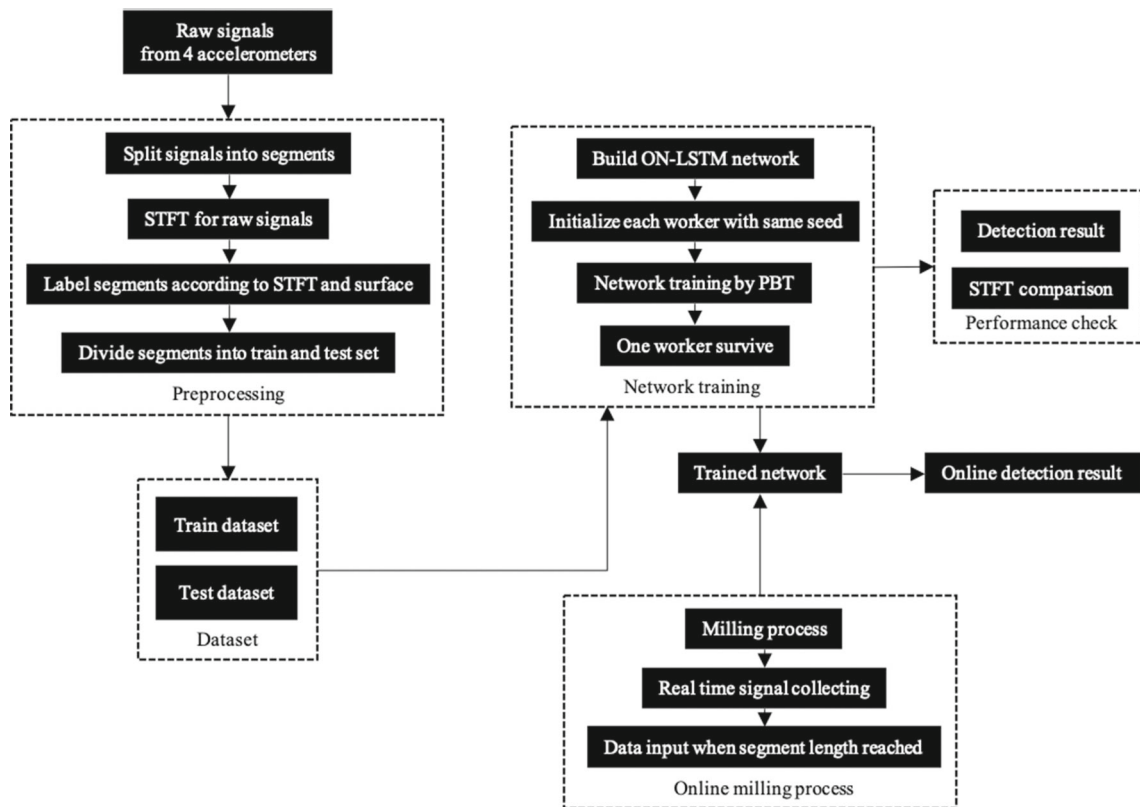 Raw signals
from 4 accelerometers
Split signals into segments
STFT for raw signals
Label segments according to STFT and surface
Divide segments into train and test set
Preprocessing
Train dataset
Test dataset
Dataset
Build ON-LSTM network
Initialize each worker with same seed
Network training by PBT
One worker survive
Network training
Detection result
STFT comparison
Performance check
Trained network
Online detection result
Milling process
Real time signal collecting
Data input when segment length reached
Online milling process